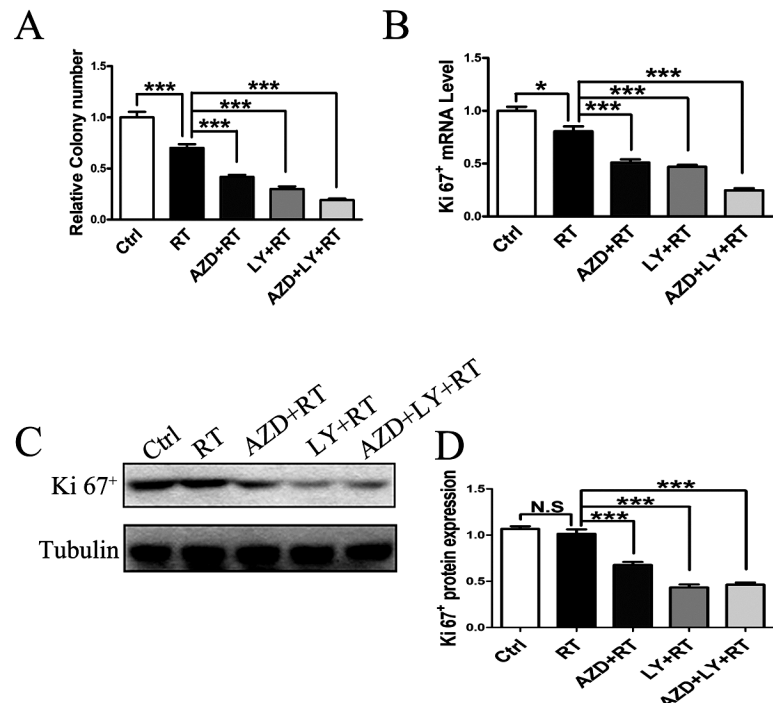 A
Relative Colony number
1.5
1.0
0.5
0.0
***
***
***
***
Ctrl
RT
AZD+RT
LY+RT
AZD+LY+RT
B
Ki 67+ mRNA Level
1.5
1.0
0.5
0.0
*
***
***
***
Ctrl
RT
AZD+RT
LY+RT
AZD+LY+RT
C
Ctrl
RT
AZD+RT
LY+RT
AZD+LY+RT
Ki 67+
Tubulin
D
Ki 67+ protein expression
1.5
1.0
0.5
0.0
N.S
***
***
***
Ctrl
RT
AZD+RT
LY+RT
AZD+LY+RT